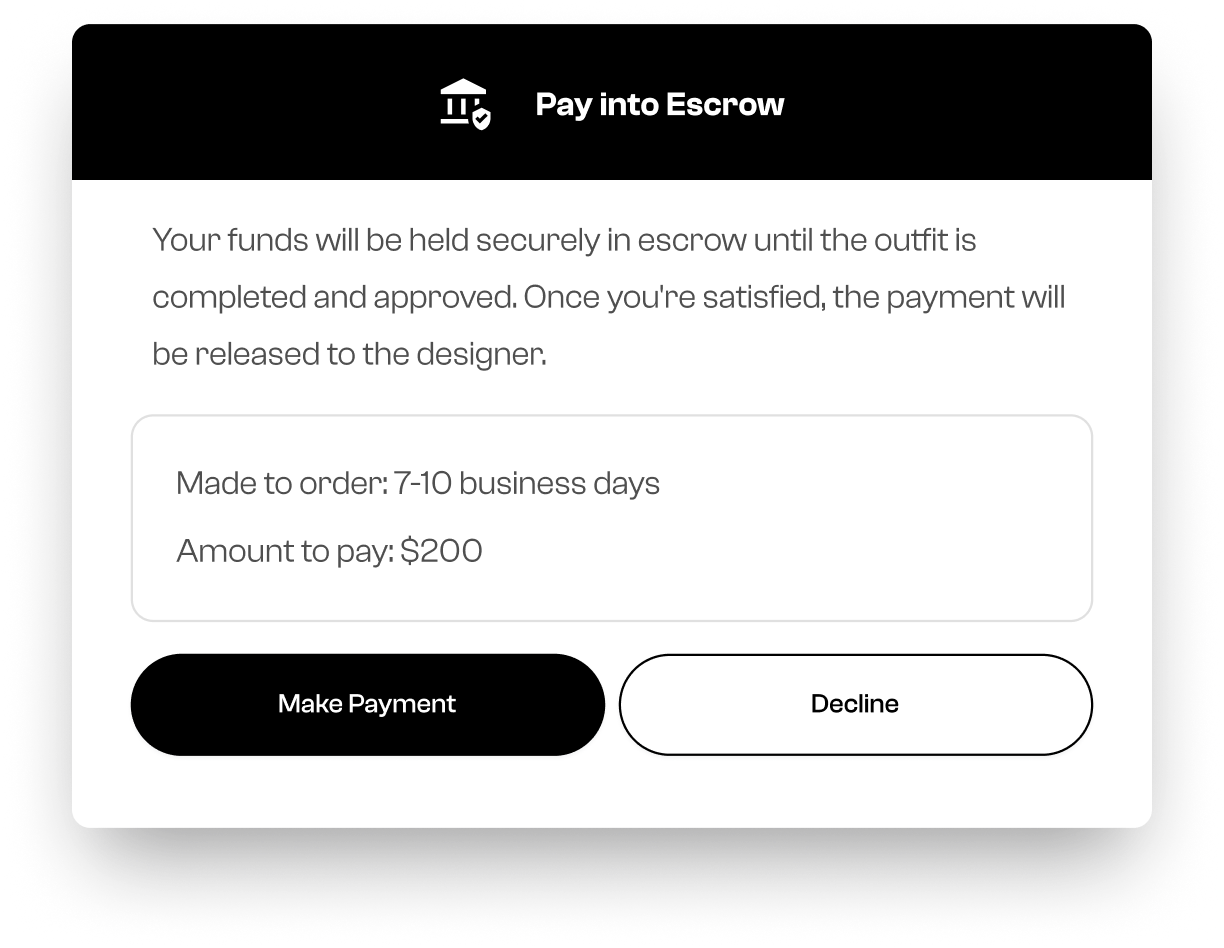 Pay into Escrow
Your funds will be held securely in escrow until the outfit is
completed and approved. Once you're satisfied, the payment will
be released to the designer.
Made to order: 7-10 business days
Amount to pay: $200
Make Payment
Decline